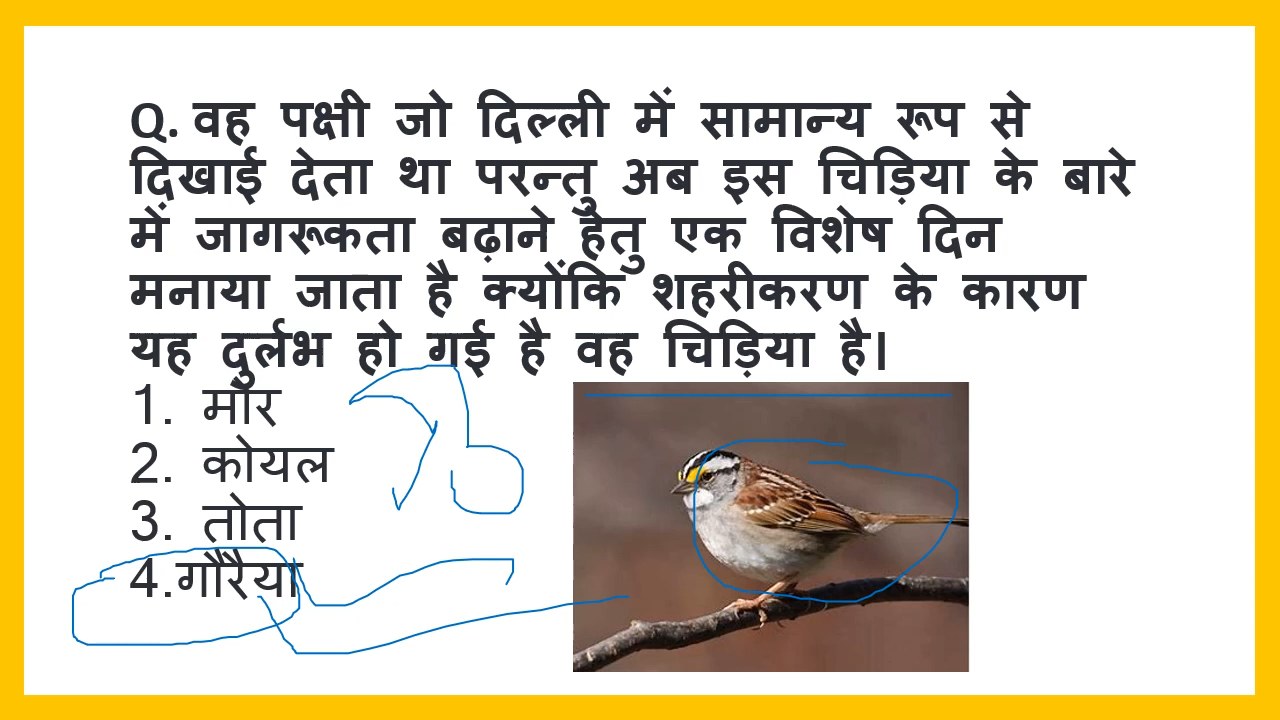 Q. वह पक्षी जो दिल्ली में सामान्य रूप से
दिखाई देता था परन्तु अब इस चिड़िया के बारे
में जागरूकता बढ़ाने हेतु एक विशेष दिन
मनाया जाता है क्योंकि शहरीकरण के कारण
यह दुर्लभ हो गई है वह चिड़िया है।
1. मोर
2. कोयल
3. तोता
4.गौरैया